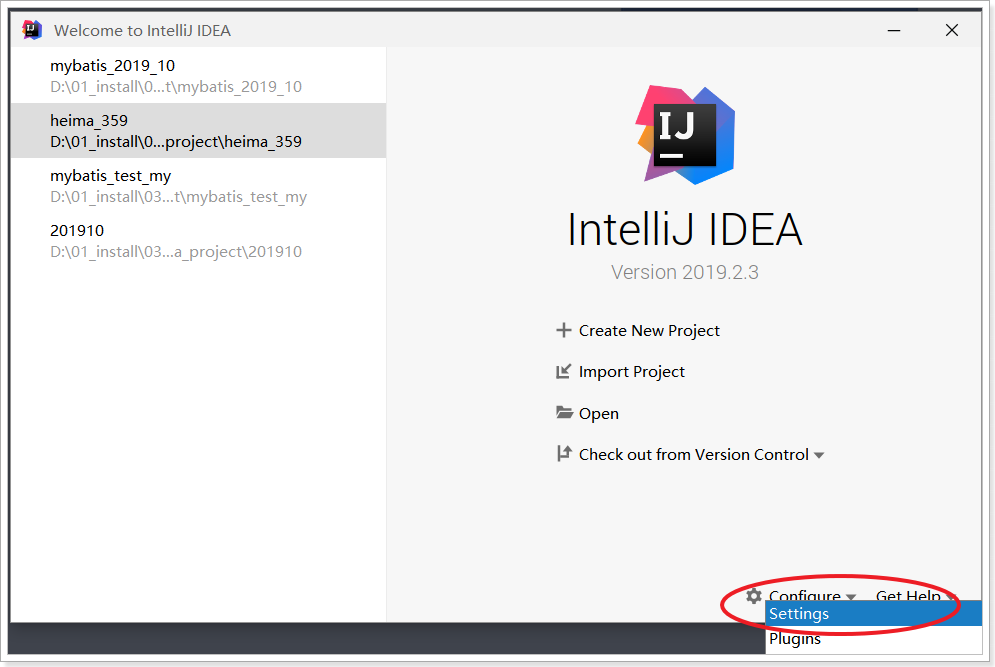 Welcome to IntelliJ IDEA
mybatis_2019_10
D:\01_install\0...t\mybatis_2019_10
heima_359
D:\01_install\0...project\heima_359
mybatis_test_my
D:\01_install\03...t\mybatis_test_my
201910
D:\01_install\03...a_project\201910
IJ
IntelliJ IDEA
Version 2019.2.3
Create New Project
Import Project
Open
Check out from Version Control
Configure
Get Help
Settings
Plugins